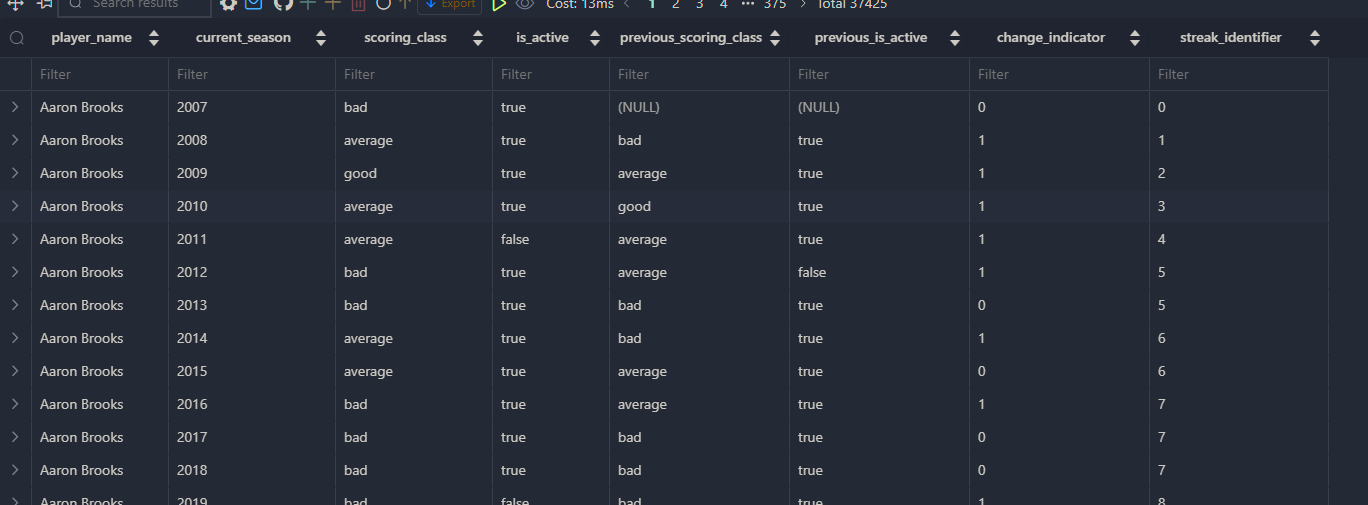 Search results Export Cost: 13ms 1 2 3 4 ··· 375 Total 37425
player_name current_season scoring_class is_active previous_scoring_class previous_is_active change_indicator streak_identifier
Filter Filter Filter Filter Filter Filter Filter Filter
Aaron Brooks 2007 bad true (NULL) (NULL) 0 0
Aaron Brooks 2008 average true bad true 1 1
Aaron Brooks 2009 good true average true 1 2
Aaron Brooks 2010 average true good true 1 3
Aaron Brooks 2011 average false average true 1 4
Aaron Brooks 2012 bad true average false 1 5
Aaron Brooks 2013 bad true bad true 0 5
Aaron Brooks 2014 average true bad true 1 6
Aaron Brooks 2015 average true average true 0 6
Aaron Brooks 2016 bad true average true 1 7
Aaron Brooks 2017 bad true bad true 0 7
Aaron Brooks 2018 bad true bad true 0 7
Aaron Brooks 2019 bad false bad true 1 8